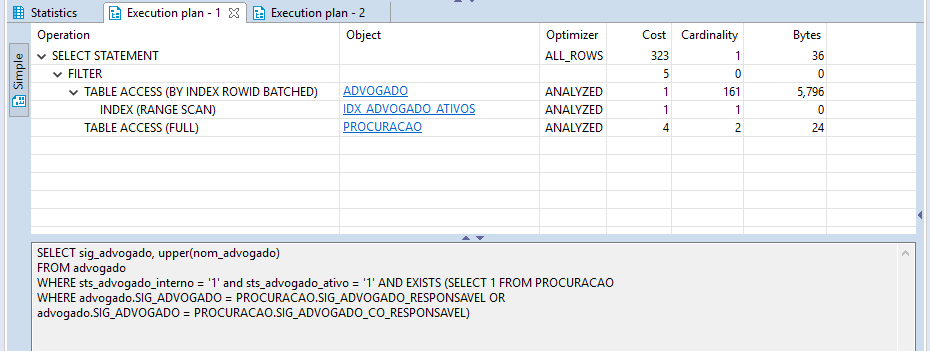 Statistics Execution plan - 1 Execution plan - 2
Simple
Operation Object Optimizer Cost Cardinality Bytes
SELECT STATEMENT ALL_ROWS 323 1 36
FILTER 5 0 0
TABLE ACCESS (BY INDEX ROWID BATCHED) ADVOGADO ANALYZED 1 161 5,796
INDEX (RANGE SCAN) IDX_ADVOGADO_ATIVOS ANALYZED 1 1 0
TABLE ACCESS (FULL) PROCURACAO ANALYZED 4 2 24
SELECT sig_advogado, upper(nom_advogado)
FROM advogado
WHERE sts_advogado_interno = '1' and sts_advogado_ativo = '1' AND EXISTS (SELECT 1 FROM PROCURACAO
WHERE advogado.SIG_ADVOGADO = PROCURACAO.SIG_ADVOGADO_RESPONSAVEL OR
advogado.SIG_ADVOGADO = PROCURACAO.SIG_ADVOGADO_CO_RESPONSAVEL)